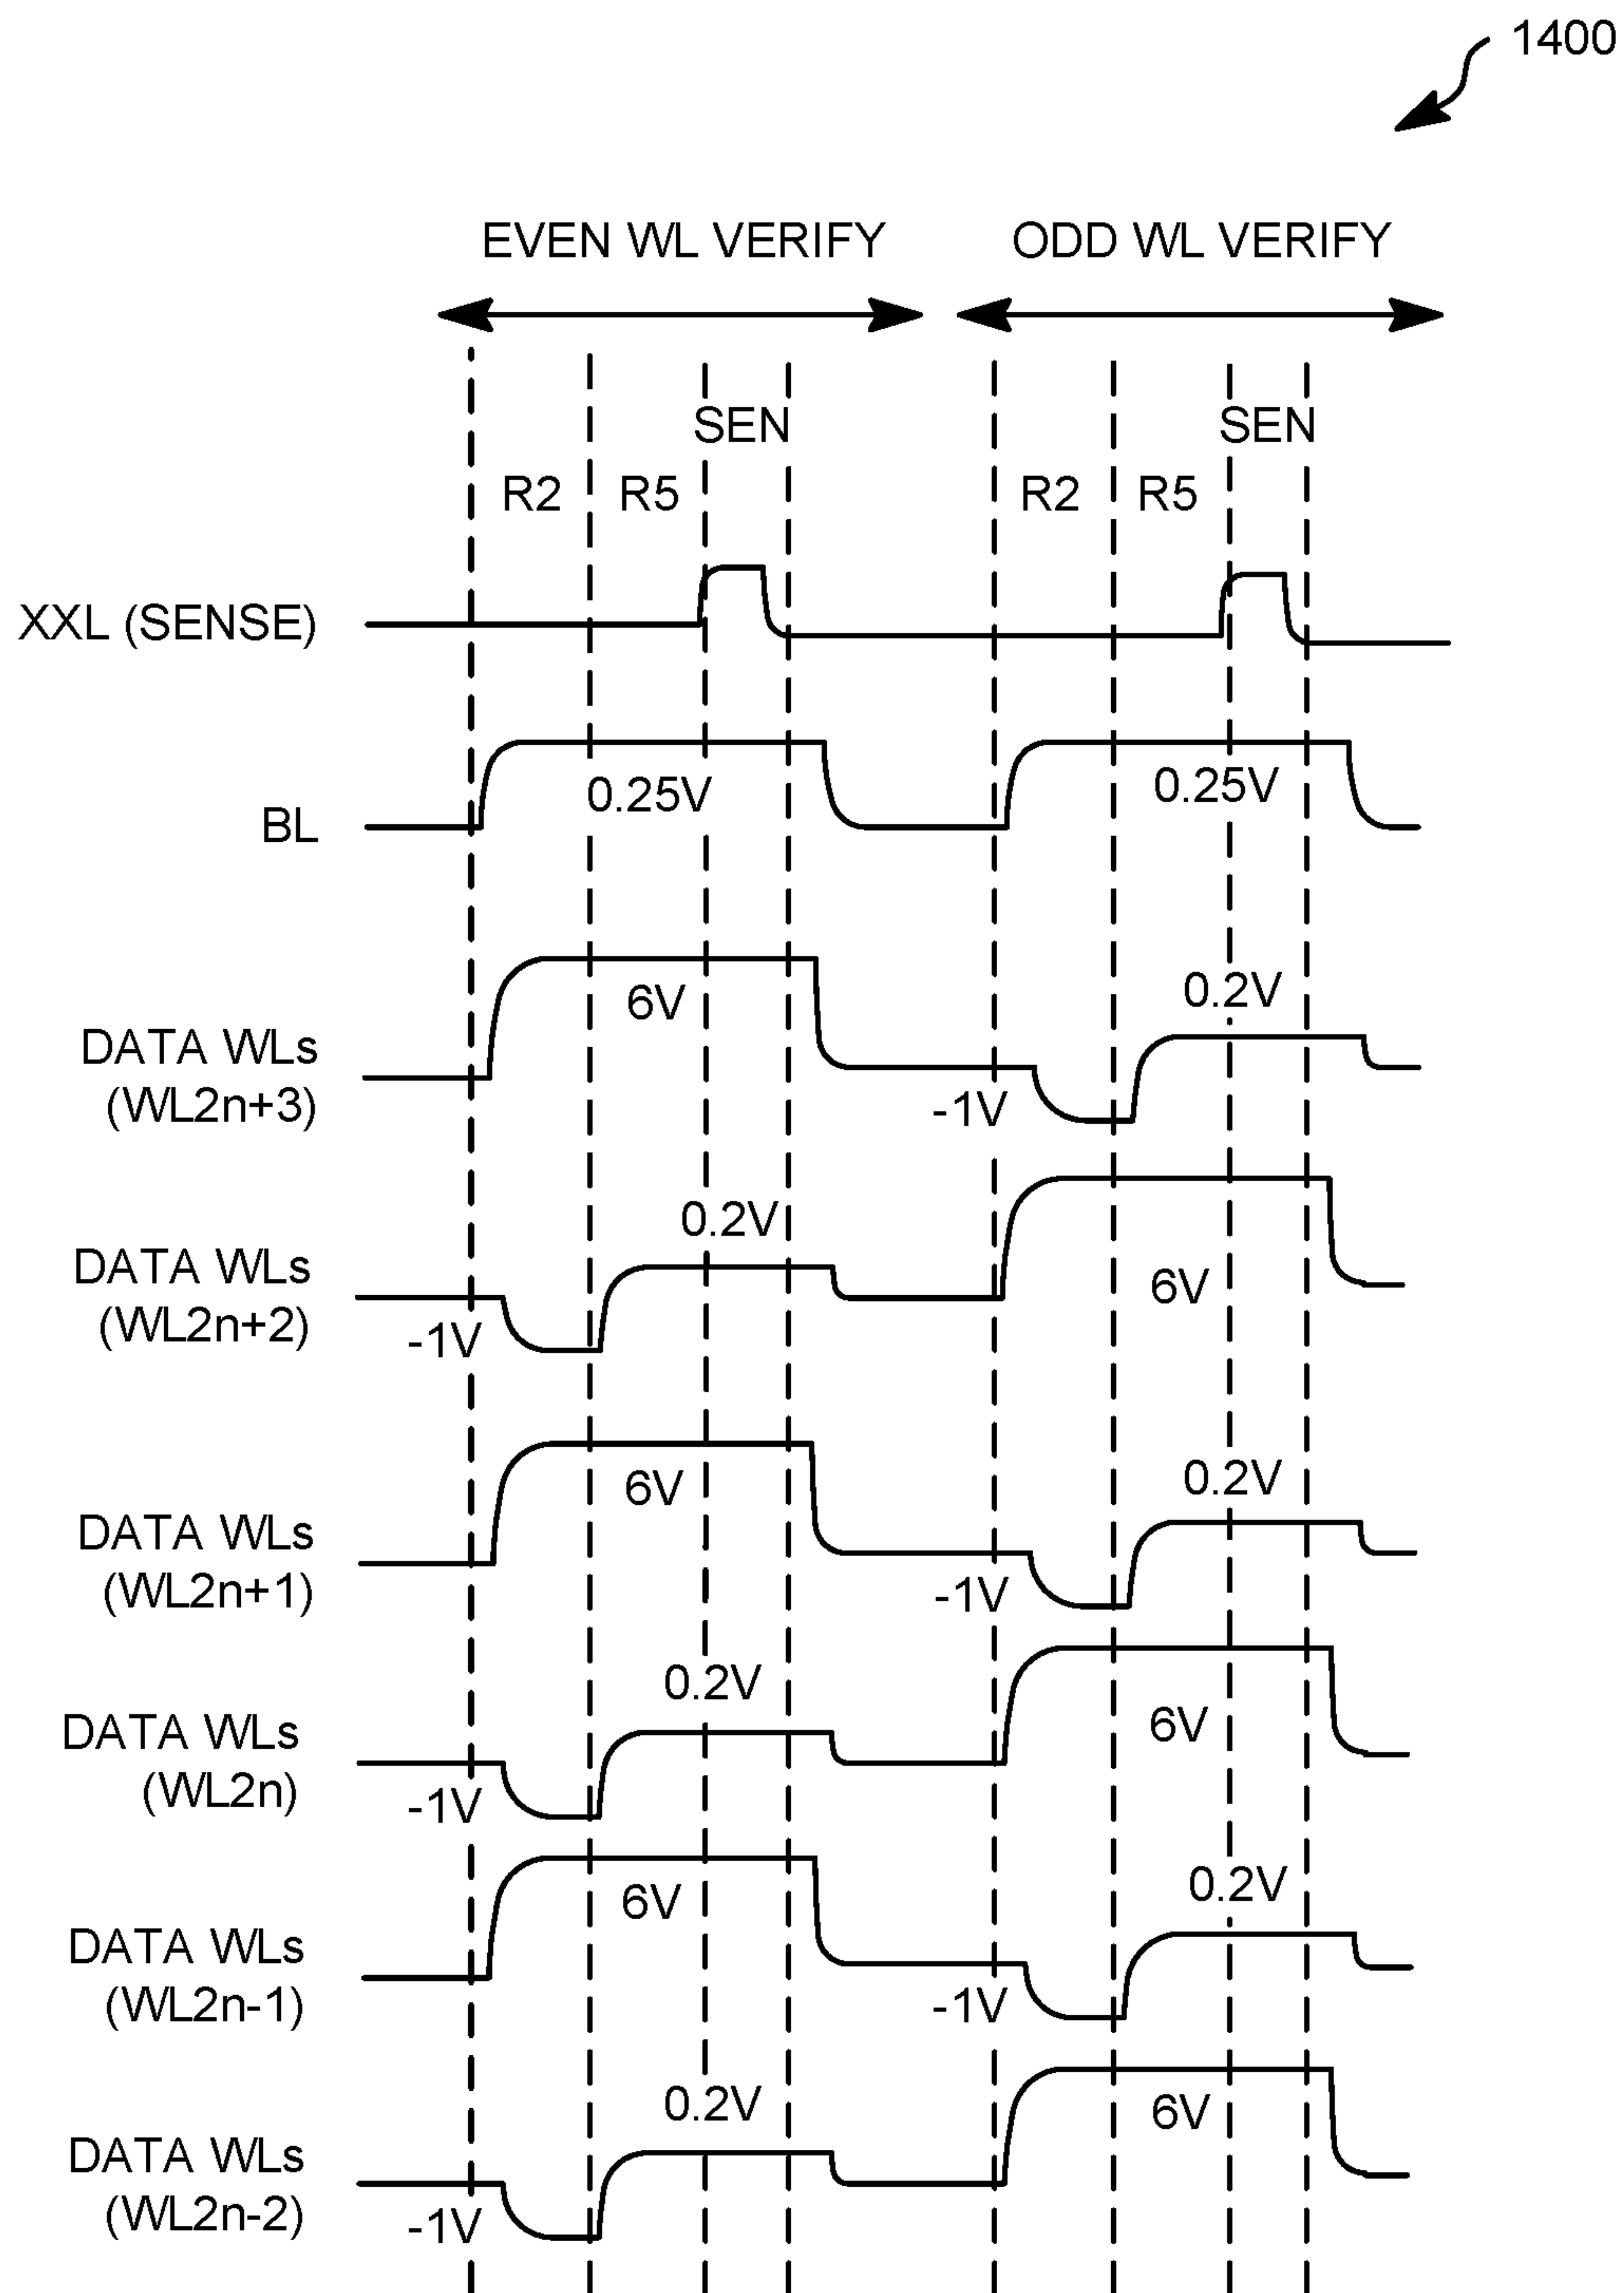 1400
EVEN WL VERIFY ODD WL VERIFY
SEN SEN
R2 R5 R2 R5
XXL (SENSE)
0.25V 0.25V
BL
0.2V
6V
DATA WLs
(WL2n+3)
-1V
0.2V
DATA WLs
(WL2n+2)
6V
-1V
0.2V
6V
DATA WLs
(WL2n+1)
-1V
0.2V
DATA WLs
(WL2n)
6V
-1V
0.2V
6V
DATA WLs
(WL2n-1)
-1V
0.2V
6V
DATA WLs
(WL2n-2)
-1V